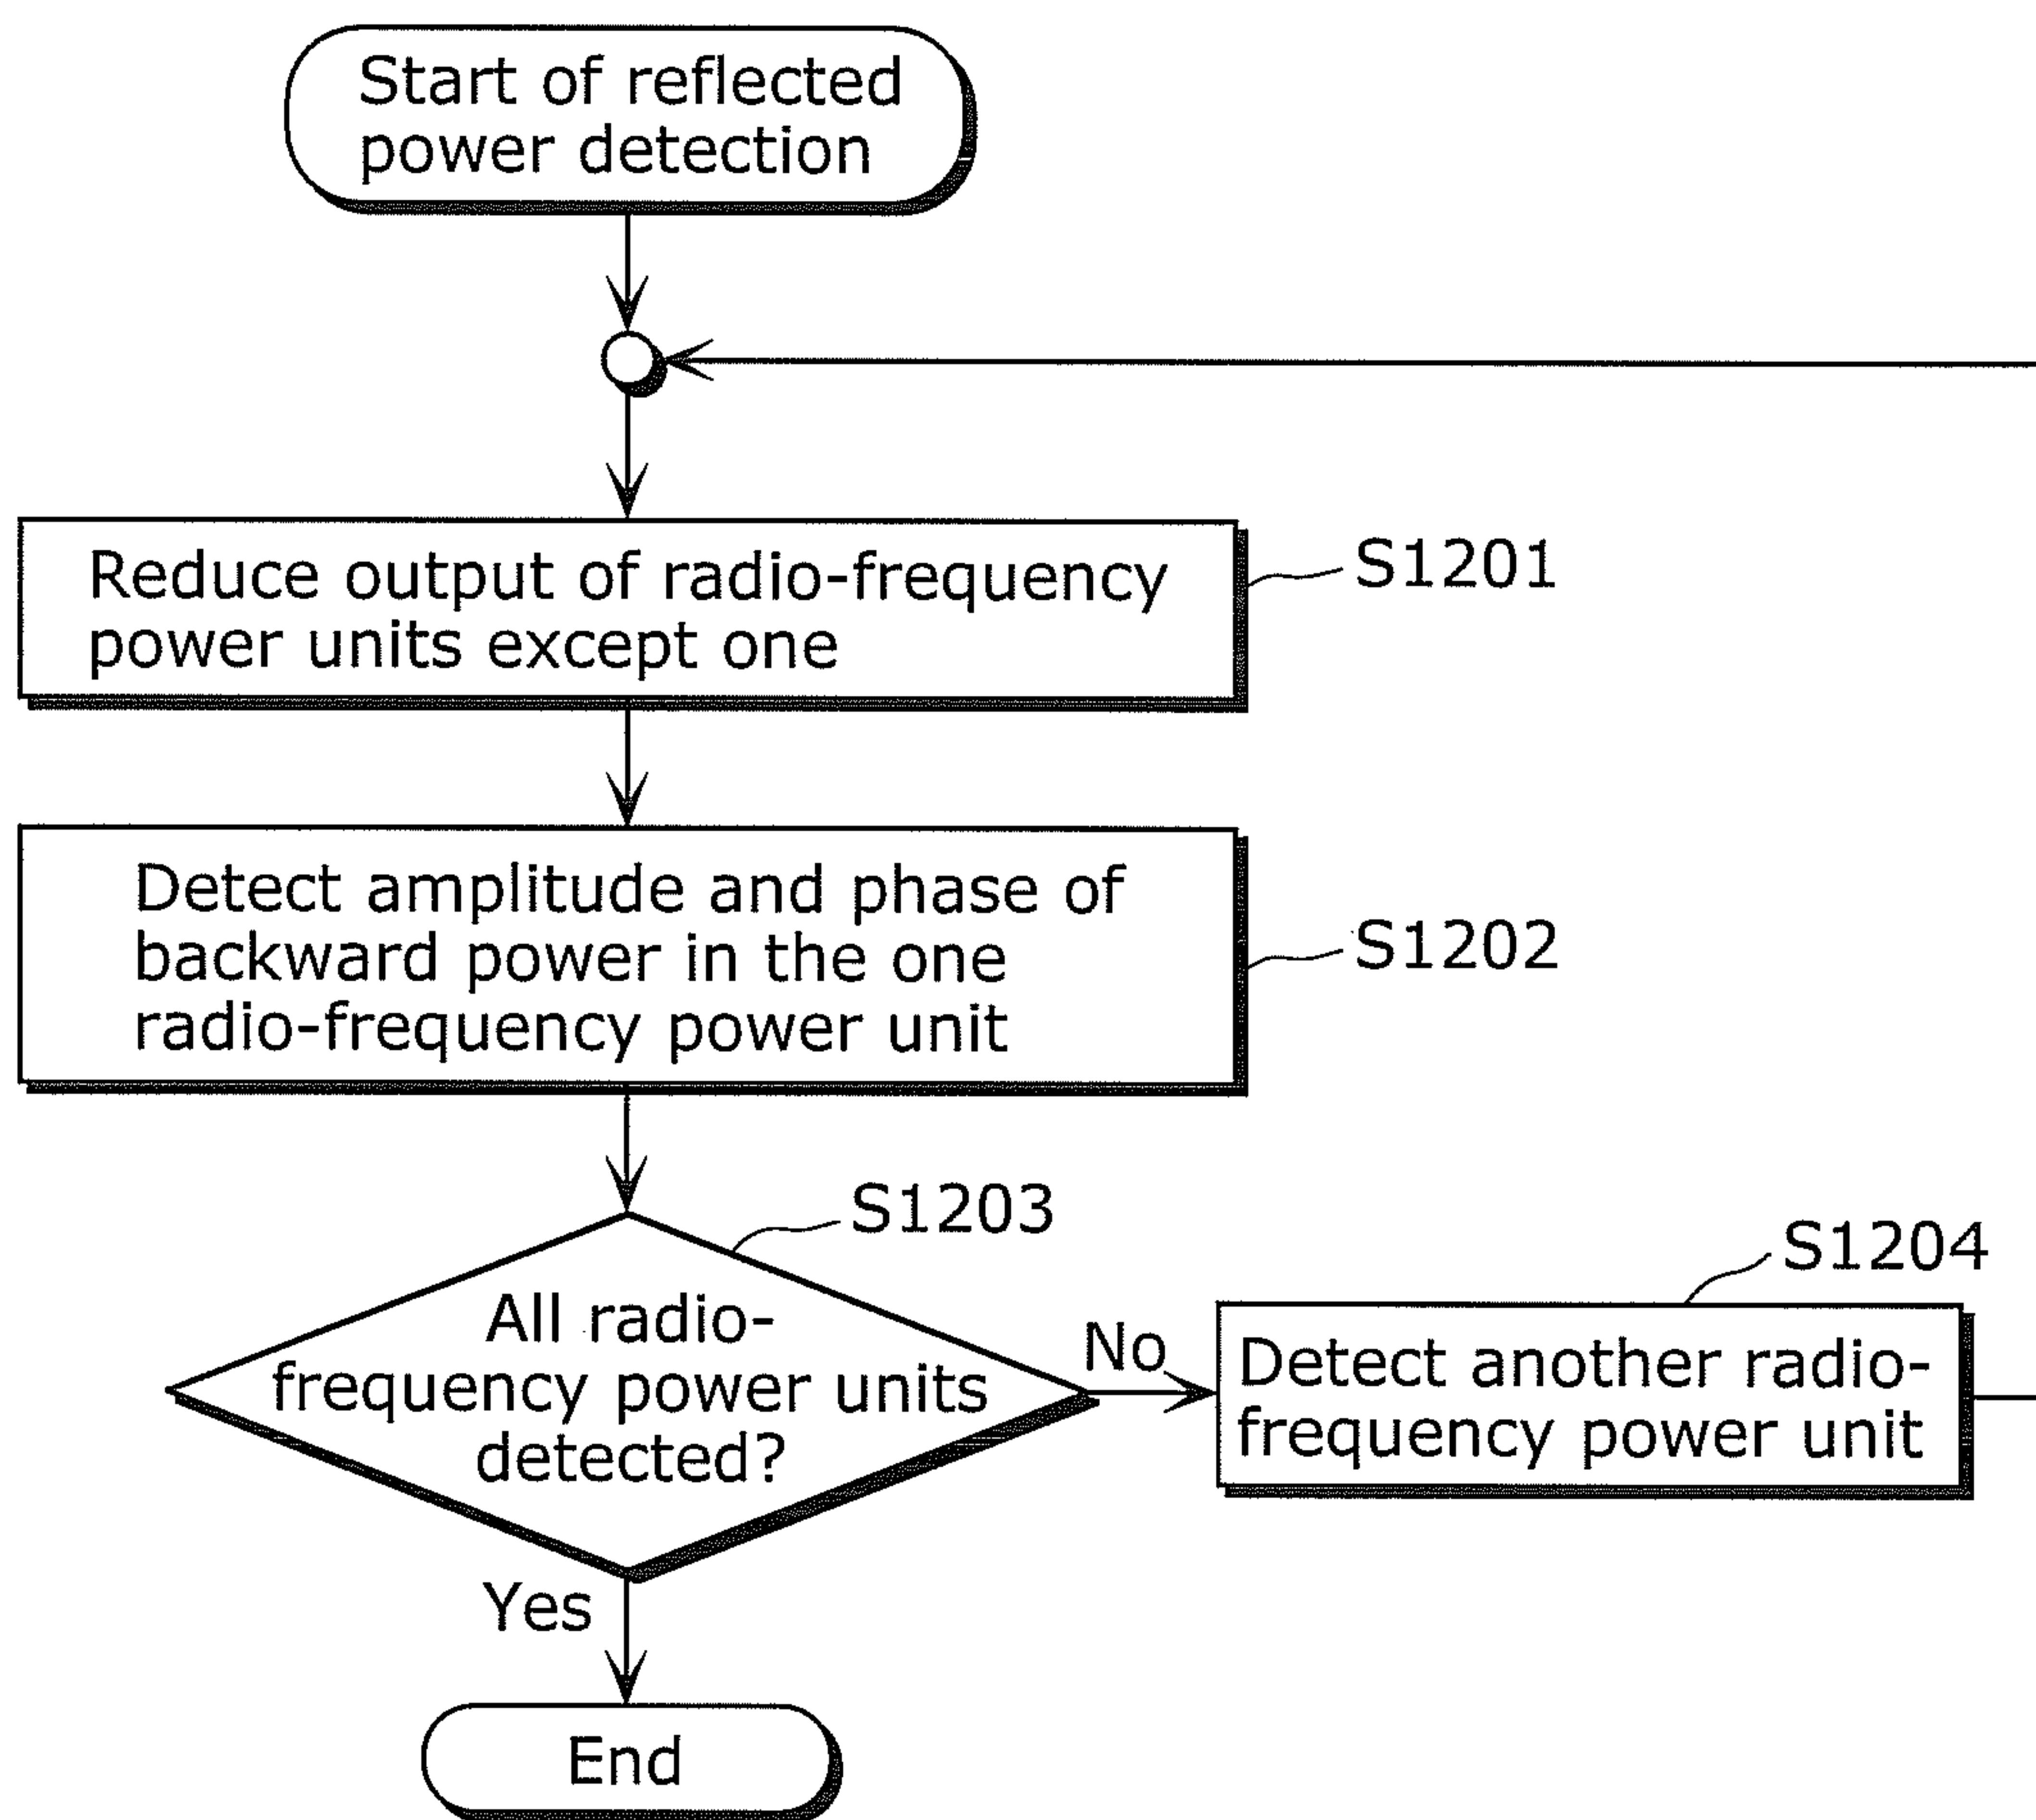 Start of reflected
power detection
Reduce output of radio-frequency
power units except one
S1201
Detect amplitude and phase of
backward power in the one
radio-frequency power unit
S1202
S1203
All radio-
frequency power units
detected?
No
S1204
Detect another radio-
frequency power unit
Yes
End